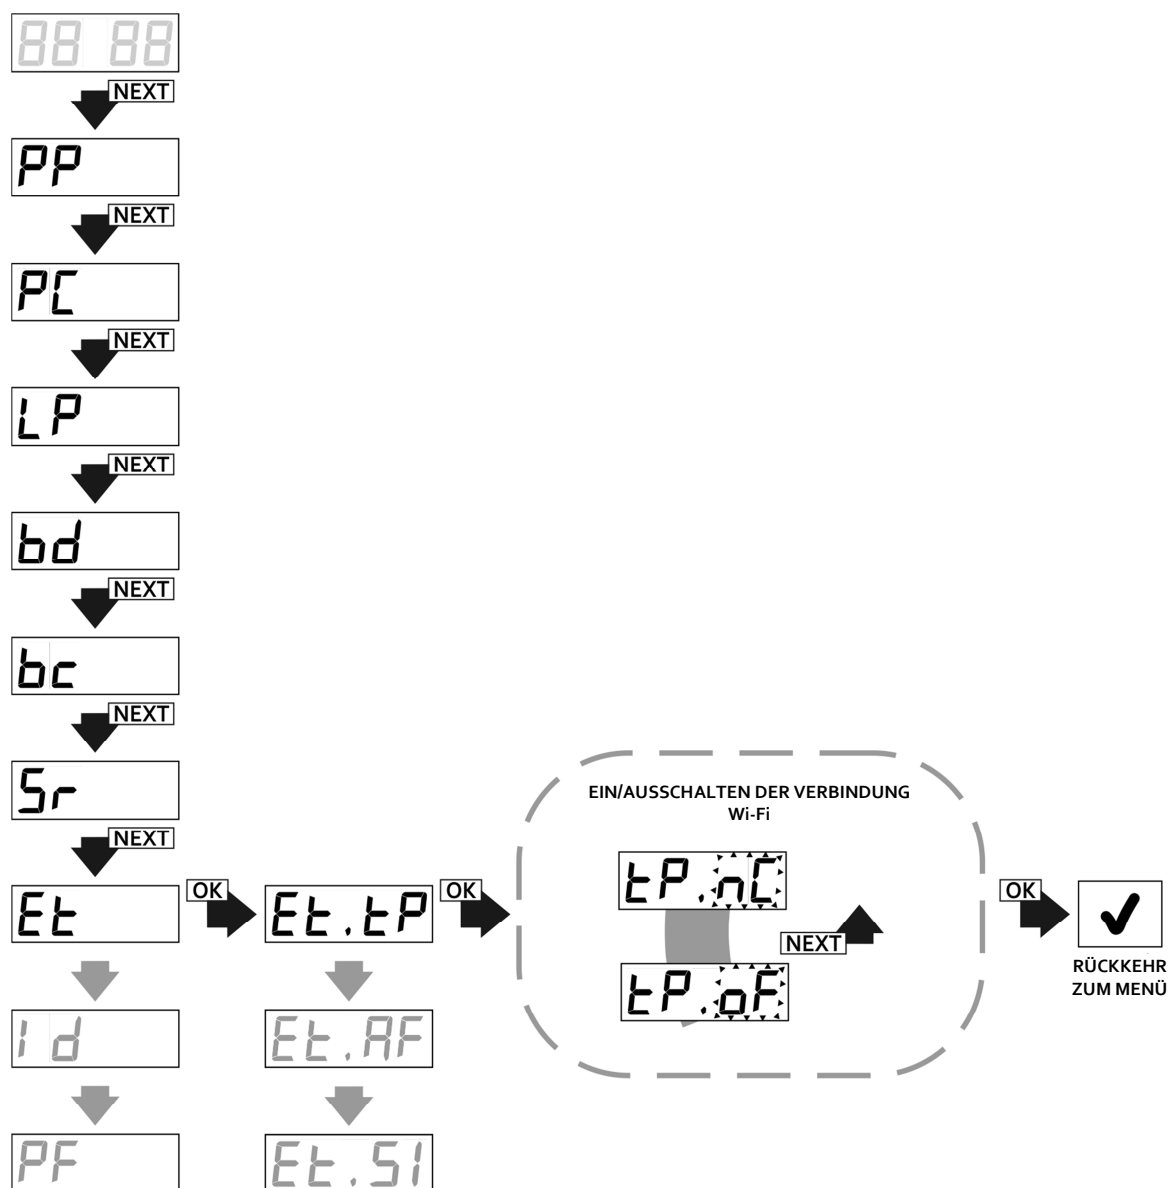 88 88
NEXT
PP
NEXT
PC
NEXT
LP
NEXT
bd
NEXT
bc
NEXT
Sr
NEXT
EIN/AUSSCHALTEN DER VERBINDUNG
Wi-Fi
tP.nC
Et
OK
Et.tP
OK
NEXT
OK
tP.oF
RÜCKKEHR
ZUM MENÜ
Id
Et.AF
PF
Et.SI